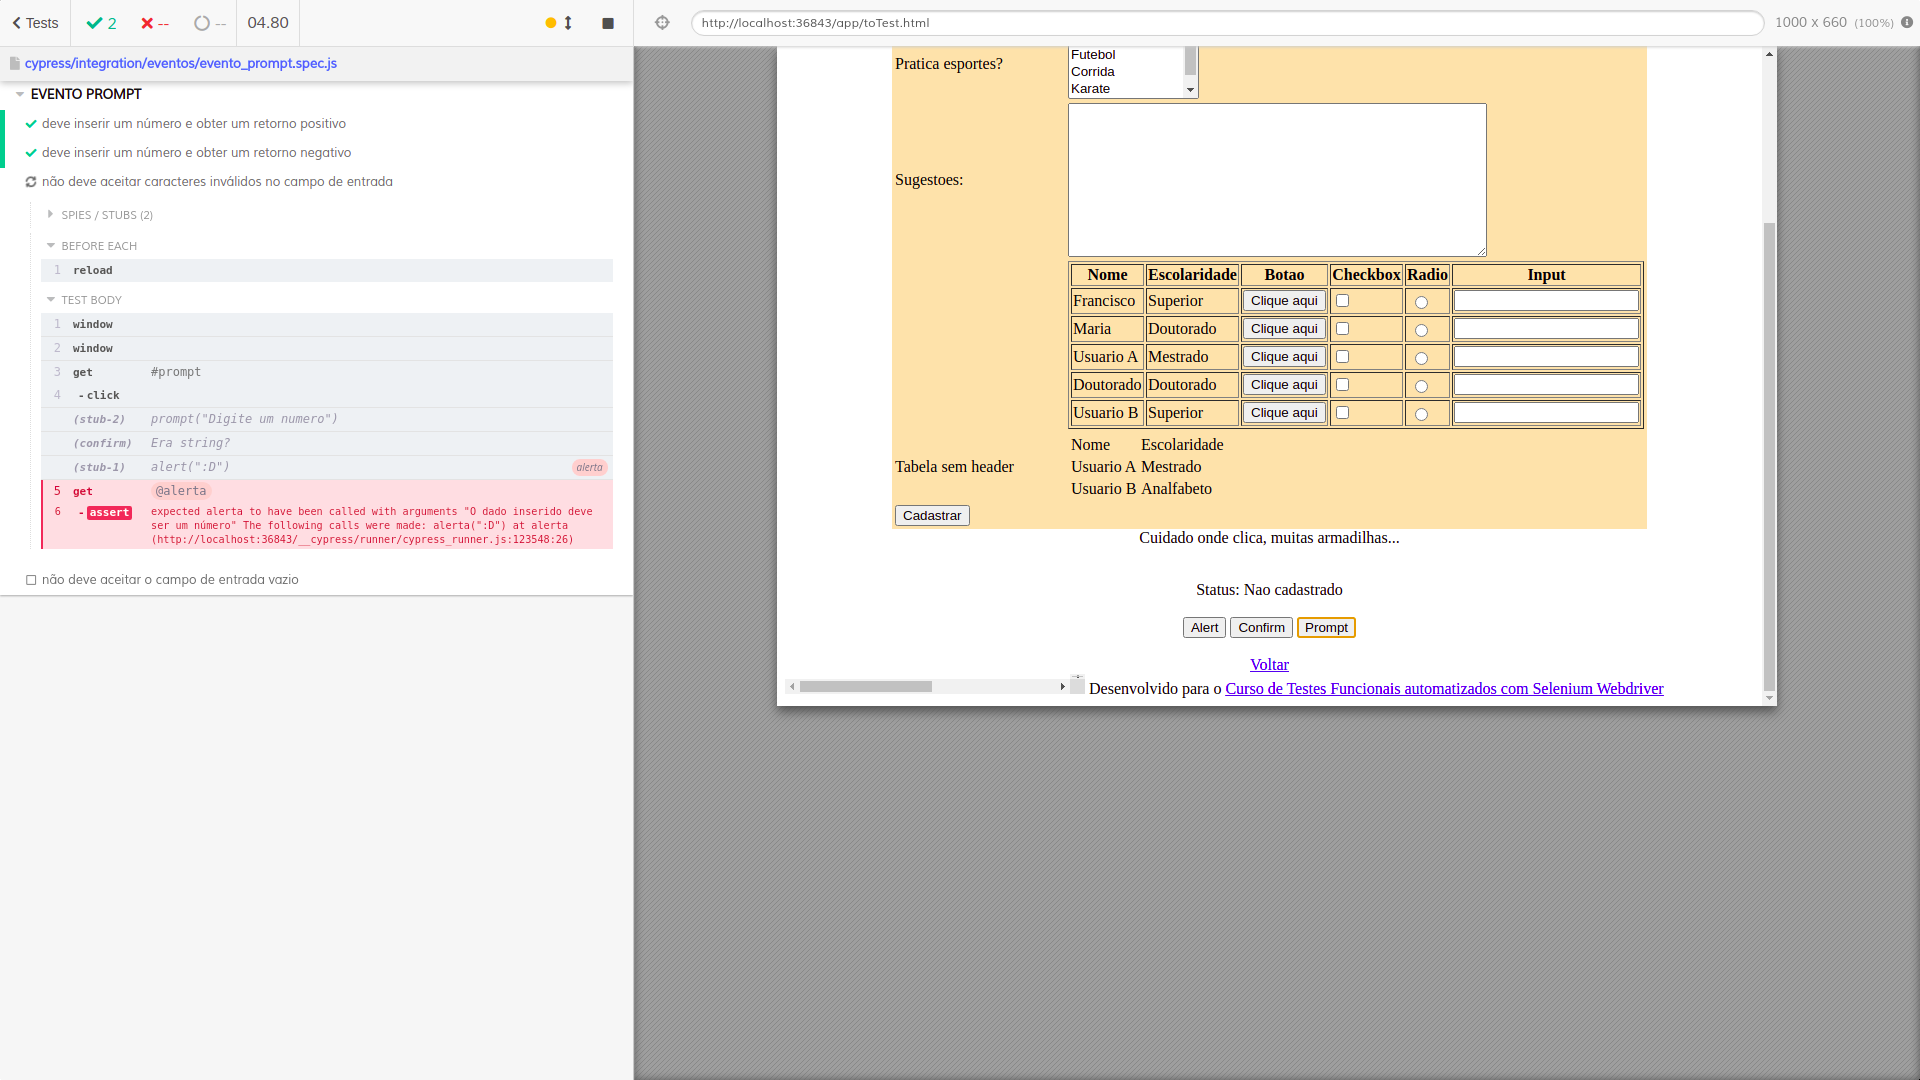 Tests
2
--
--
04.80
http://localhost:36843/app/toTest.html
1000 x 660 (100%)
cypress/integration/eventos/evento_prompt.spec.js
EVENTO PROMPT
deve inserir um número e obter um retorno positivo
deve inserir um número e obter um retorno negativo
não deve aceitar caracteres inválidos no campo de entrada
SPIES / STUBS (2)
BEFORE EACH
1 reload
TEST BODY
1 window
2 window
3 get #prompt
4 - click
(stub-2) prompt("Digite um numero")
(confirm) Era string?
(stub-1) alert(":D") alerta
5 get @alerta
6 - assert expected alerta to have been called with arguments "O dado inserido deve
ser um número" The following calls were made: alerta(":D") at alerta
(http://localhost:36843/__cypress/runner/cypress_runner.js:123548:26)
não deve aceitar o campo de entrada vazio
Pratica esportes?
Futebol
Corrida
Karate
Sugestoes:
Nome Escolaridade Botao Checkbox Radio Input
Francisco Superior Clique aqui
Maria Doutorado Clique aqui
Usuario A Mestrado Clique aqui
Doutorado Doutorado Clique aqui
Usuario B Superior Clique aqui
Tabela sem header
Nome Escolaridade
Usuario A Mestrado
Usuario B Analfabeto
Cadastrar
Cuidado onde clica, muitas armadilhas...
Status: Nao cadastrado
Alert Confirm Prompt
Voltar
Desenvolvido para o Curso de Testes Funcionais automatizados com Selenium Webdriver